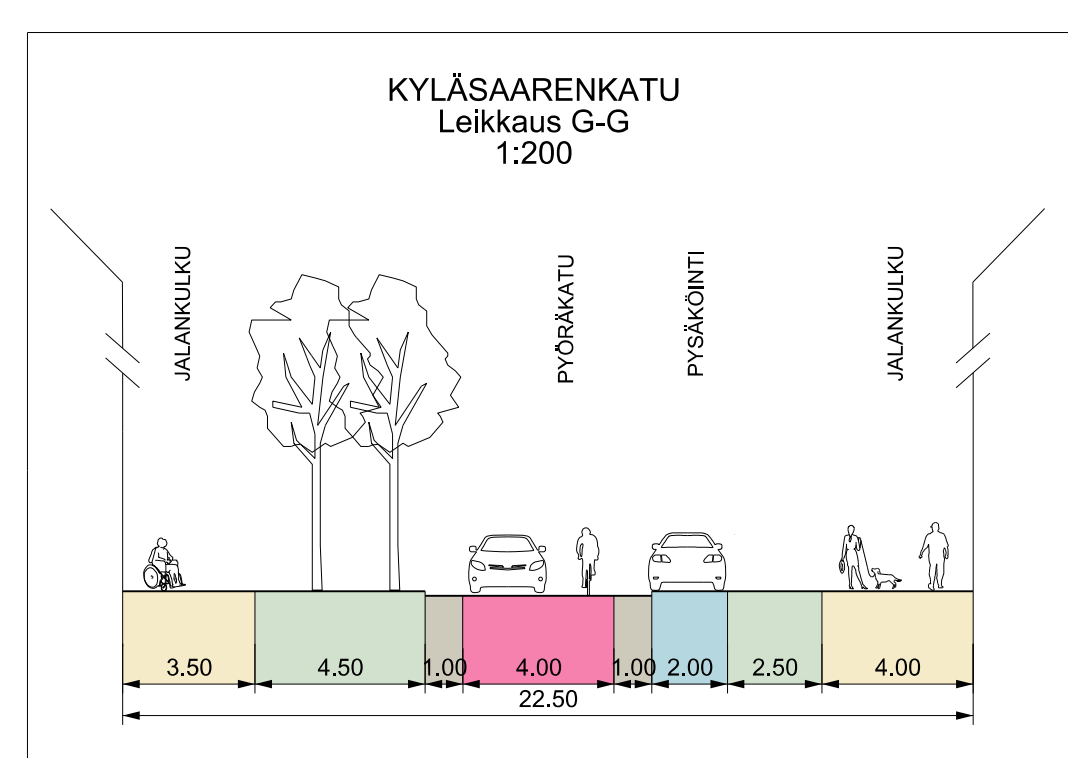 KYLÄSAARENKATU
Leikkaus G-G
1:200
JALANKULKU
PYÖRÄKATU
PYSÄKÖINTI
JALANKULKU
3.50
4.50
1.00
4.00
1.00
2.00
2.50
4.00
22.50